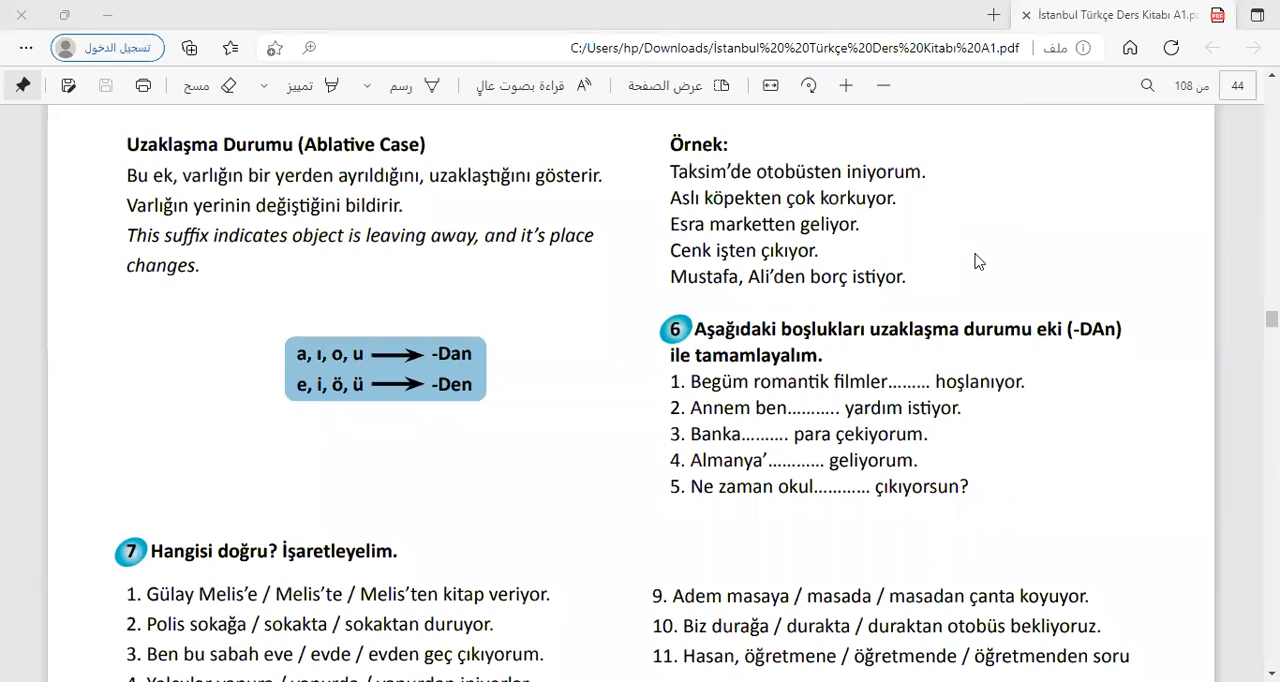 İstanbul Türkçe Ders Kitabı A1.p
تسجيل الدخول
C:/Users/hp/Downloads/İstanbul%20%20Türkçe%20Ders%20Kitabı%20A1.pdf
ملف
مسح
تمييز
رسم
قراءة بصوت عالٍ
عرض الصفحة
من 108
44
Uzaklaşma Durumu (Ablative Case)
Bu ek, varlığın bir yerden ayrıldığını, uzaklaştığını gösterir.
Varlığın yerinin değiştiğini bildirir.
This suffix indicates object is leaving away, and it’s place
changes.
a, ı, o, u -Dan
e, i, ö, ü -Den
Örnek:
Taksim’de otobüsten iniyorum.
Aslı köpekten çok korkuyor.
Esra marketten geliyor.
Cenk işten çıkıyor.
Mustafa, Ali’den borç istiyor.
6 Aşağıdaki boşlukları uzaklaşma durumu eki (-DAn)
ile tamamlayalım.
1. Begüm romantik filmler......... hoşlanıyor.
2. Annem ben........... yardım istiyor.
3. Banka.......... para çekiyorum.
4. Almanya’............ geliyorum.
5. Ne zaman okul............ çıkıyorsun?
7 Hangisi doğru? İşaretleyelim.
1. Gülay Melis’e / Melis’te / Melis’ten kitap veriyor.
2. Polis sokağa / sokakta / sokaktan duruyor.
3. Ben bu sabah eve / evde / evden geç çıkıyorum.
9. Adem masaya / masada / masadan çanta koyuyor.
10. Biz durağa / durakta / duraktan otobüs bekliyoruz.
11. Hasan, öğretmene / öğretmende / öğretmenden soru